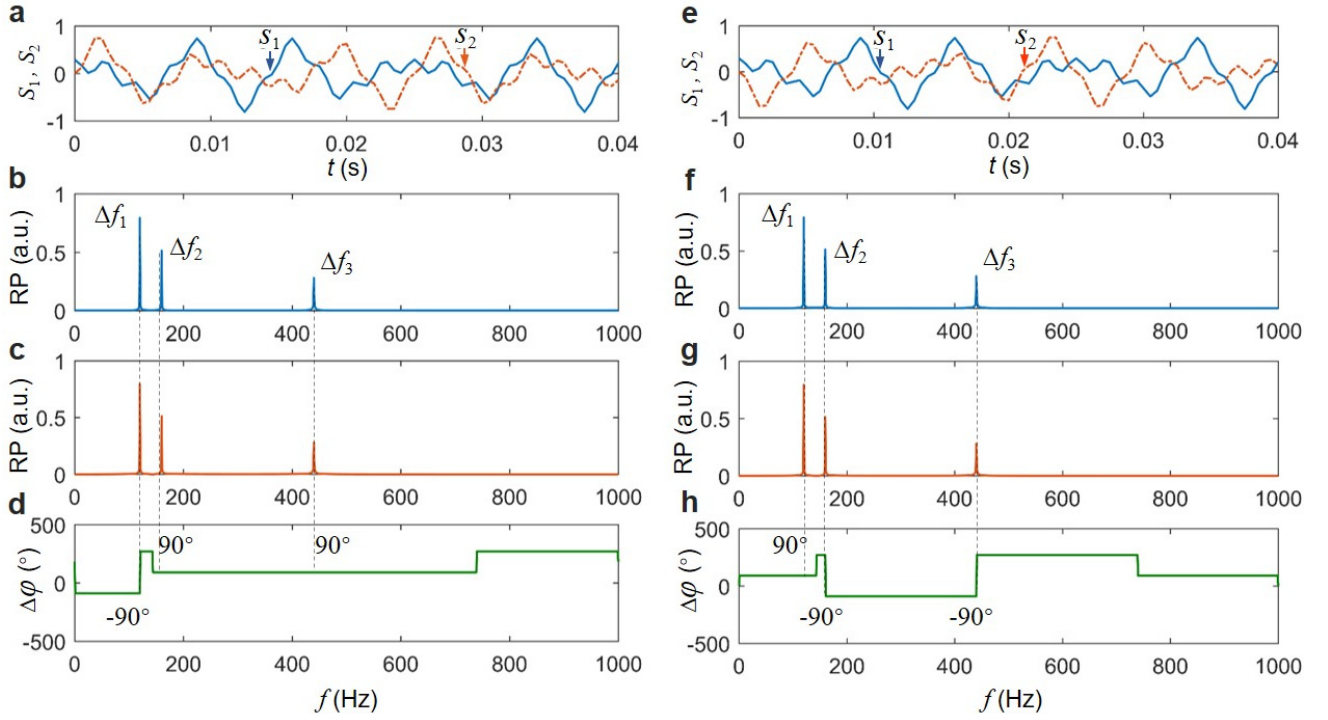 a
S₁, S₂
1
0
-1
s₁
s₂
0
0.01
0.02
0.03
0.04
t (s)
b
RP (a.u.)
1
0.5
0
Δf₁
Δf₂
Δf₃
0
200
400
600
800
1000
c
RP (a.u.)
1
0.5
0
0
200
400
600
800
1000
d
Δφ (°)
500
0
-500
90°
90°
-90°
0
200
400
600
800
1000
f (Hz)
e
S₁, S₂
1
0
-1
s₁
s₂
0
0.01
0.02
0.03
0.04
t (s)
f
RP (a.u.)
1
0.5
0
Δf₁
Δf₂
Δf₃
0
200
400
600
800
1000
g
RP (a.u.)
1
0.5
0
0
200
400
600
800
1000
h
Δφ (°)
500
0
-500
90°
-90°
-90°
0
200
400
600
800
1000
f (Hz)